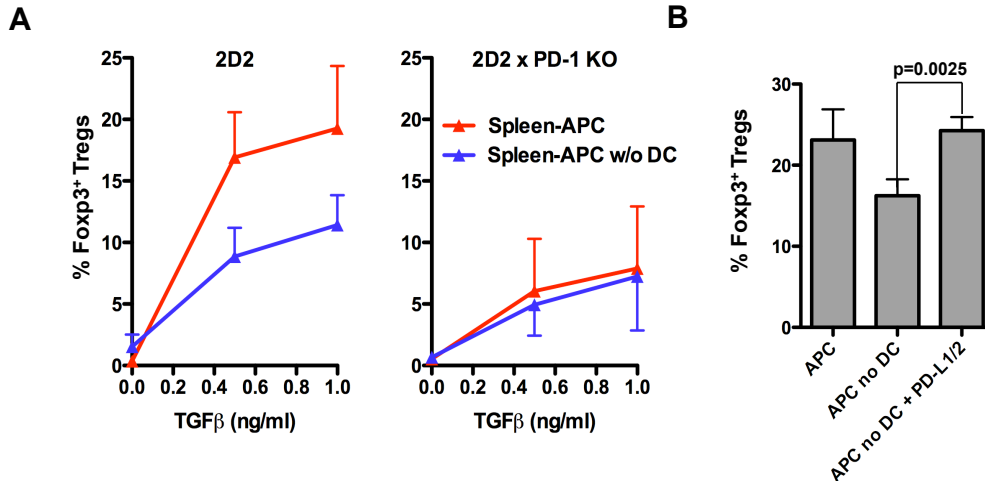 A
B
2D2
2D2 x PD-1 KO
% Foxp3⁺ Tregs
25
20
15
10
5
0
0.0
0.2
0.4
0.6
0.8
1.0
TGFβ (ng/ml)
25
20
15
10
5
0
0.0
0.2
0.4
0.6
0.8
1.0
TGFβ (ng/ml)
Spleen-APC
Spleen-APC w/o DC
p=0.0025
% Foxp3⁺ Tregs
30
20
10
0
APC
APC no DC
APC no DC + PD-L1/2